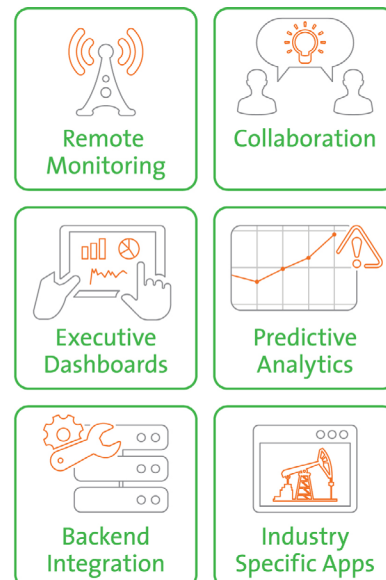 Remote
Monitoring
Collaboration
Executive
Dashboards
Predictive
Analytics
Backend
Integration
Industry
Specific Apps